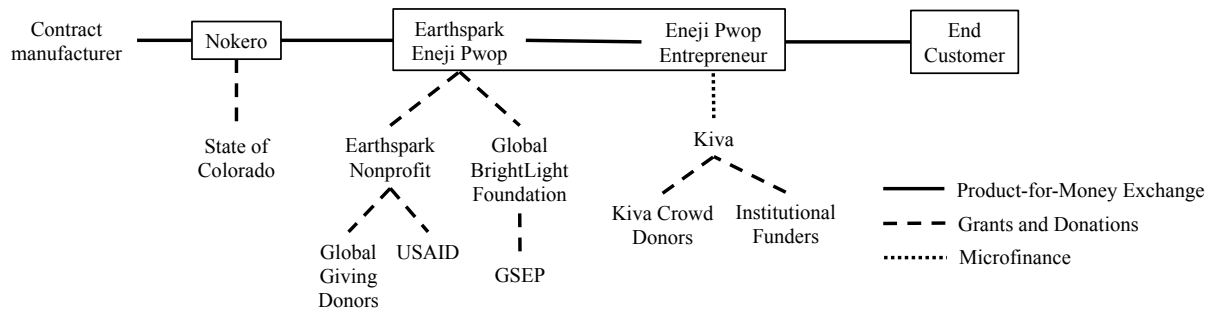 Contract
manufacturer
Nokero
Earthspark
Eneji Pwop
Eneji Pwop
Entrepreneur
End
Customer
State of
Colorado
Earthspark
Nonprofit
Global
BrightLight
Foundation
Kiva
Global
Giving
Donors
USAID
GSEP
Kiva Crowd
Donors
Institutional
Funders
Product-for-Money Exchange
Grants and Donations
Microfinance